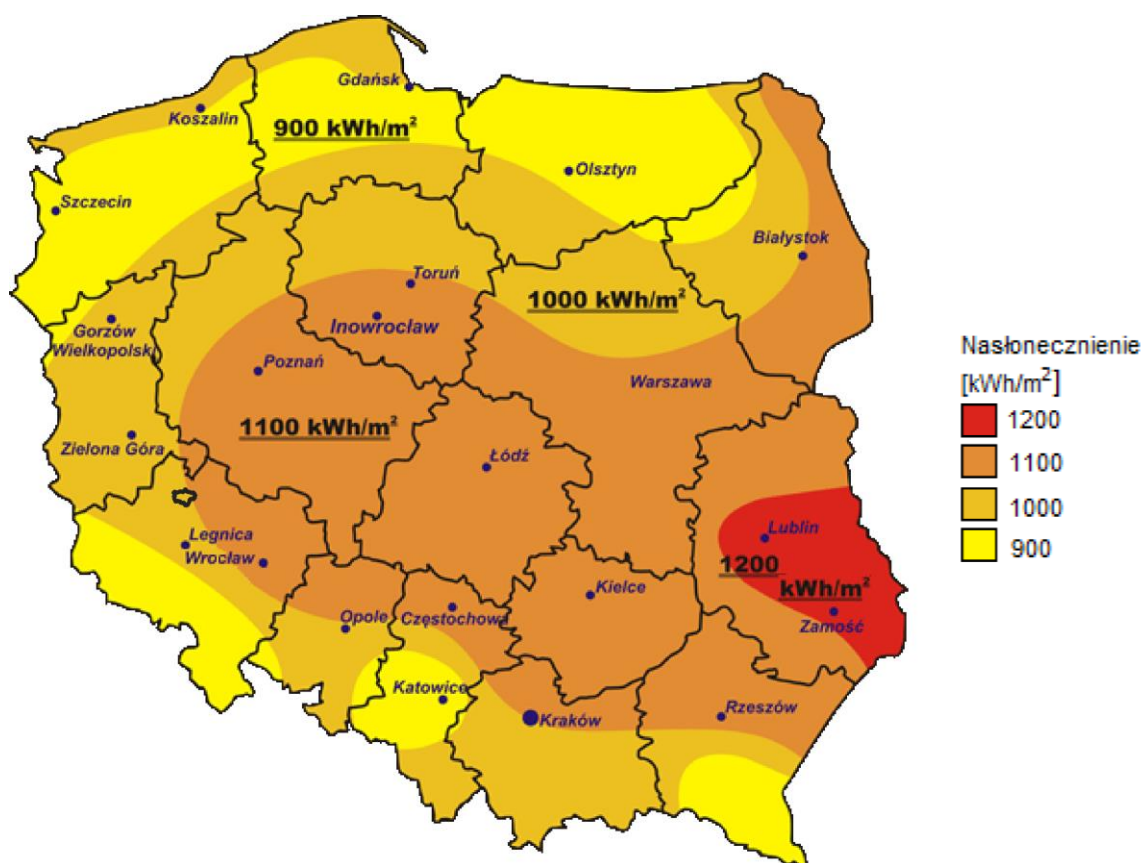 Gdańsk
Koszalin
900 kWh/m²
Olsztyn
Szczecin
Białystok
Toruń
1000 kWh/m²
Inowrocław
Gorzów
Wielkopolsk
Poznań
Warszawa
1100 kWh/m²
Zielona Góra
Łódź
Legnica
Wrocław
Lublin
1200
kWh/m²
Kielce
Opole
Częstochowa
Zamość
Katowice
Kraków
Rzeszów
Nasłonecznienie
[kWh/m²]
1200
1100
1000
900